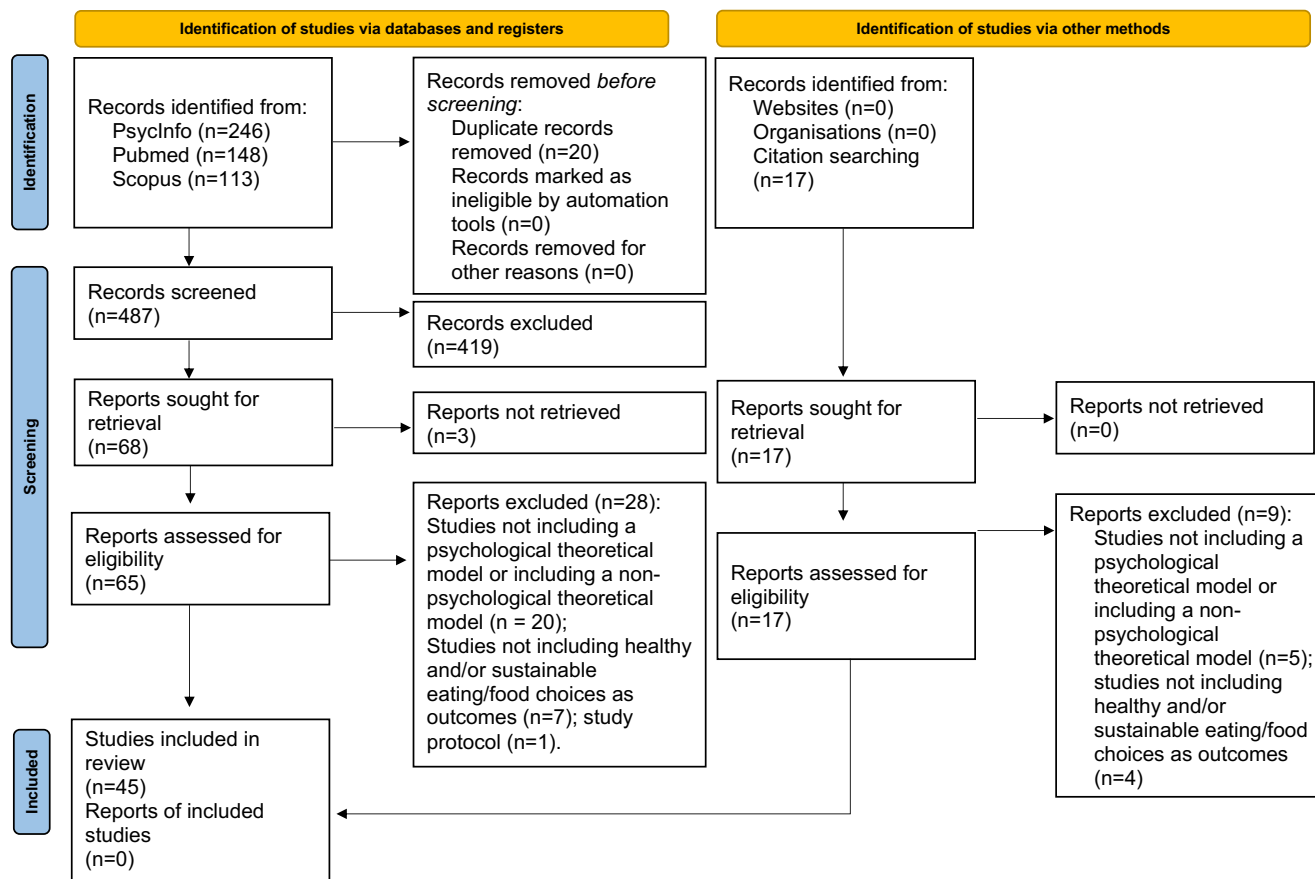 Identification of studies via databases and registers
Identification of studies via other methods
Identification
Records identified from:
PsycInfo (n=246)
Pubmed (n=148)
Scopus (n=113)
Records removed before
screening:
Duplicate records
removed (n=20)
Records marked as
ineligible by automation
tools (n=0)
Records removed for
other reasons (n=0)
Records identified from:
Websites (n=0)
Organisations (n=0)
Citation searching
(n=17)
Screening
Records screened
(n=487)
Records excluded
(n=419)
Reports sought for
retrieval
(n=68)
Reports not retrieved
(n=3)
Reports sought for
retrieval
(n=17)
Reports not retrieved
(n=0)
Reports assessed for
eligibility
(n=65)
Reports excluded (n=28):
Studies not including a
psychological theoretical
model or including a non-
psychological theoretical
model (n = 20);
Studies not including healthy
and/or sustainable
eating/food choices as
outcomes (n=7); study
protocol (n=1).
Reports assessed for
eligibility
(n=17)
Reports excluded (n=9):
Studies not including a
psychological
theoretical model or
including a non-
psychological
theoretical model (n=5);
studies not including
healthy and/or
sustainable eating/food
choices as outcomes
(n=4)
Included
Studies included in
review
(n=45)
Reports of included
studies
(n=0)